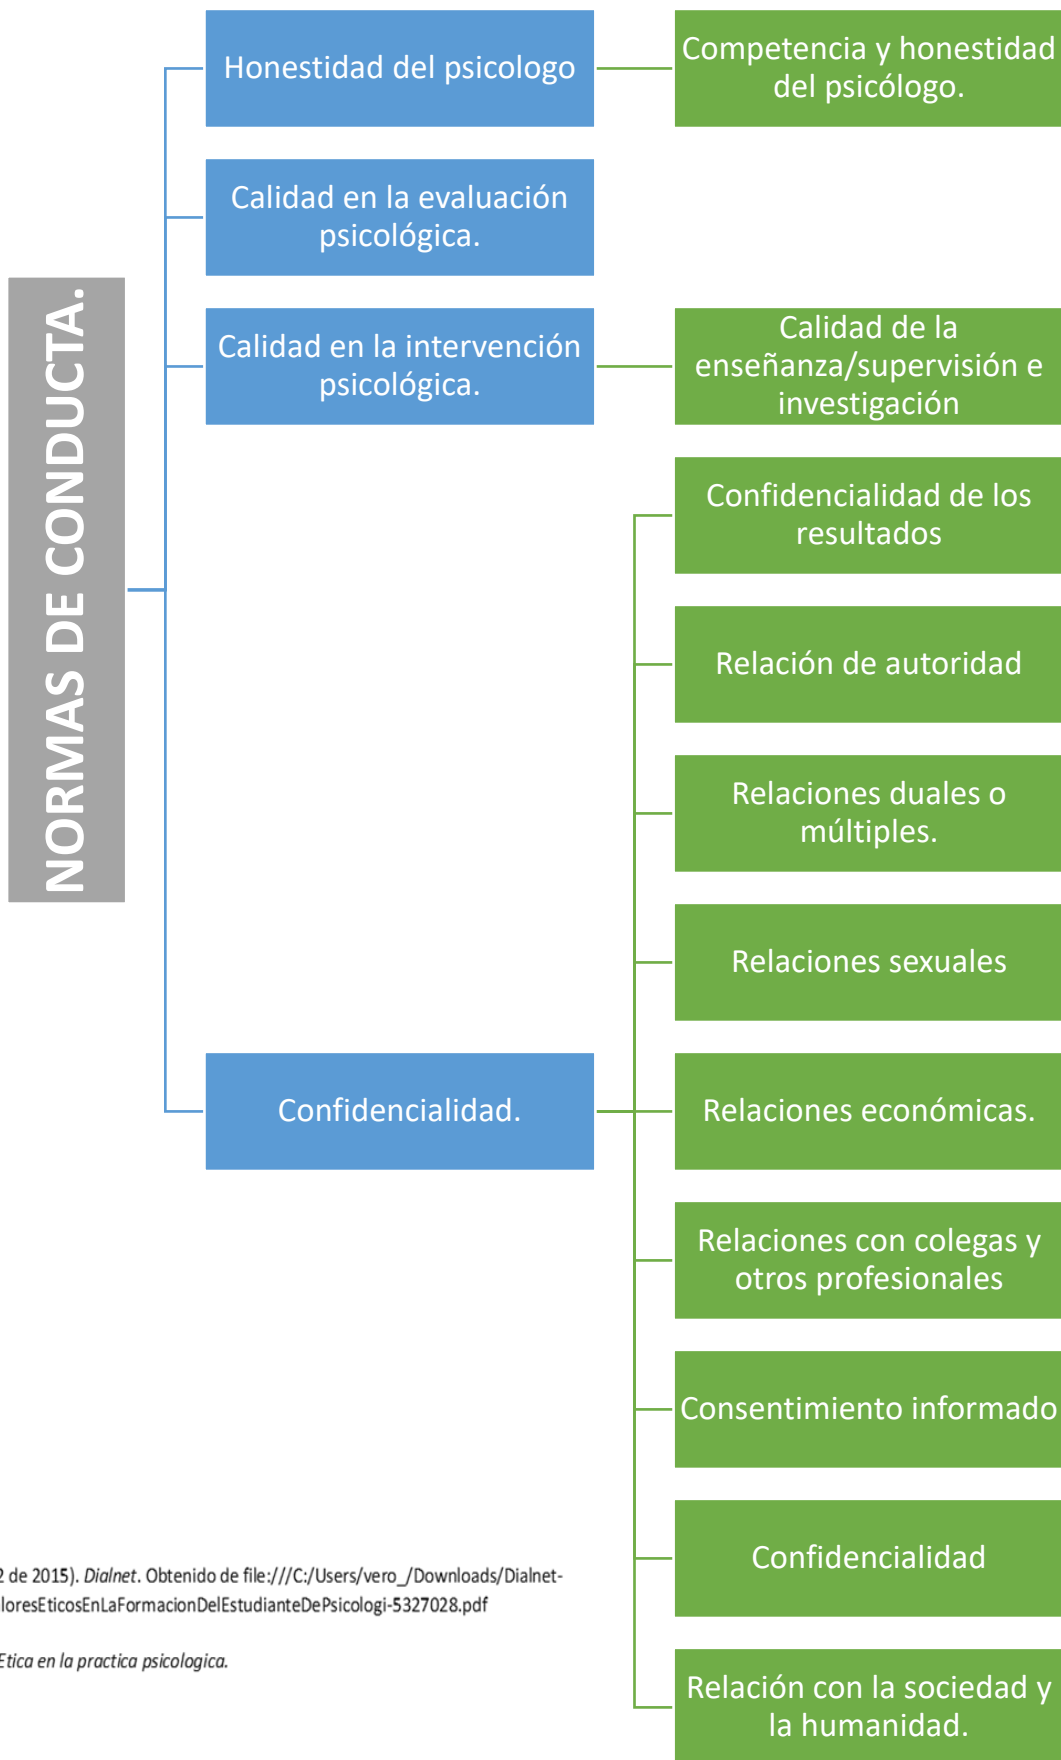 NORMAS DE CONDUCTA.
Honestidad del psicologo
Competencia y honestidad
del psicólogo.
Calidad en la evaluación
psicológica.
Calidad en la intervención
psicológica.
Calidad de la
enseñanza/supervisión e
investigación
Confidencialidad.
Confidencialidad de los
resultados
Relación de autoridad
Relaciones duales o
múltiples.
Relaciones sexuales
Relaciones económicas.
Relaciones con colegas y
otros profesionales
Consentimiento informado
Confidencialidad
Relación con la sociedad y
la humanidad.
2 de 2015). Dialnet. Obtenido de file:///C:/Users/vero_/Downloads/Dialnet-
loresEticosEnLaFormacionDelEstudianteDePsicologi-5327028.pdf
Etica en la practica psicologica.